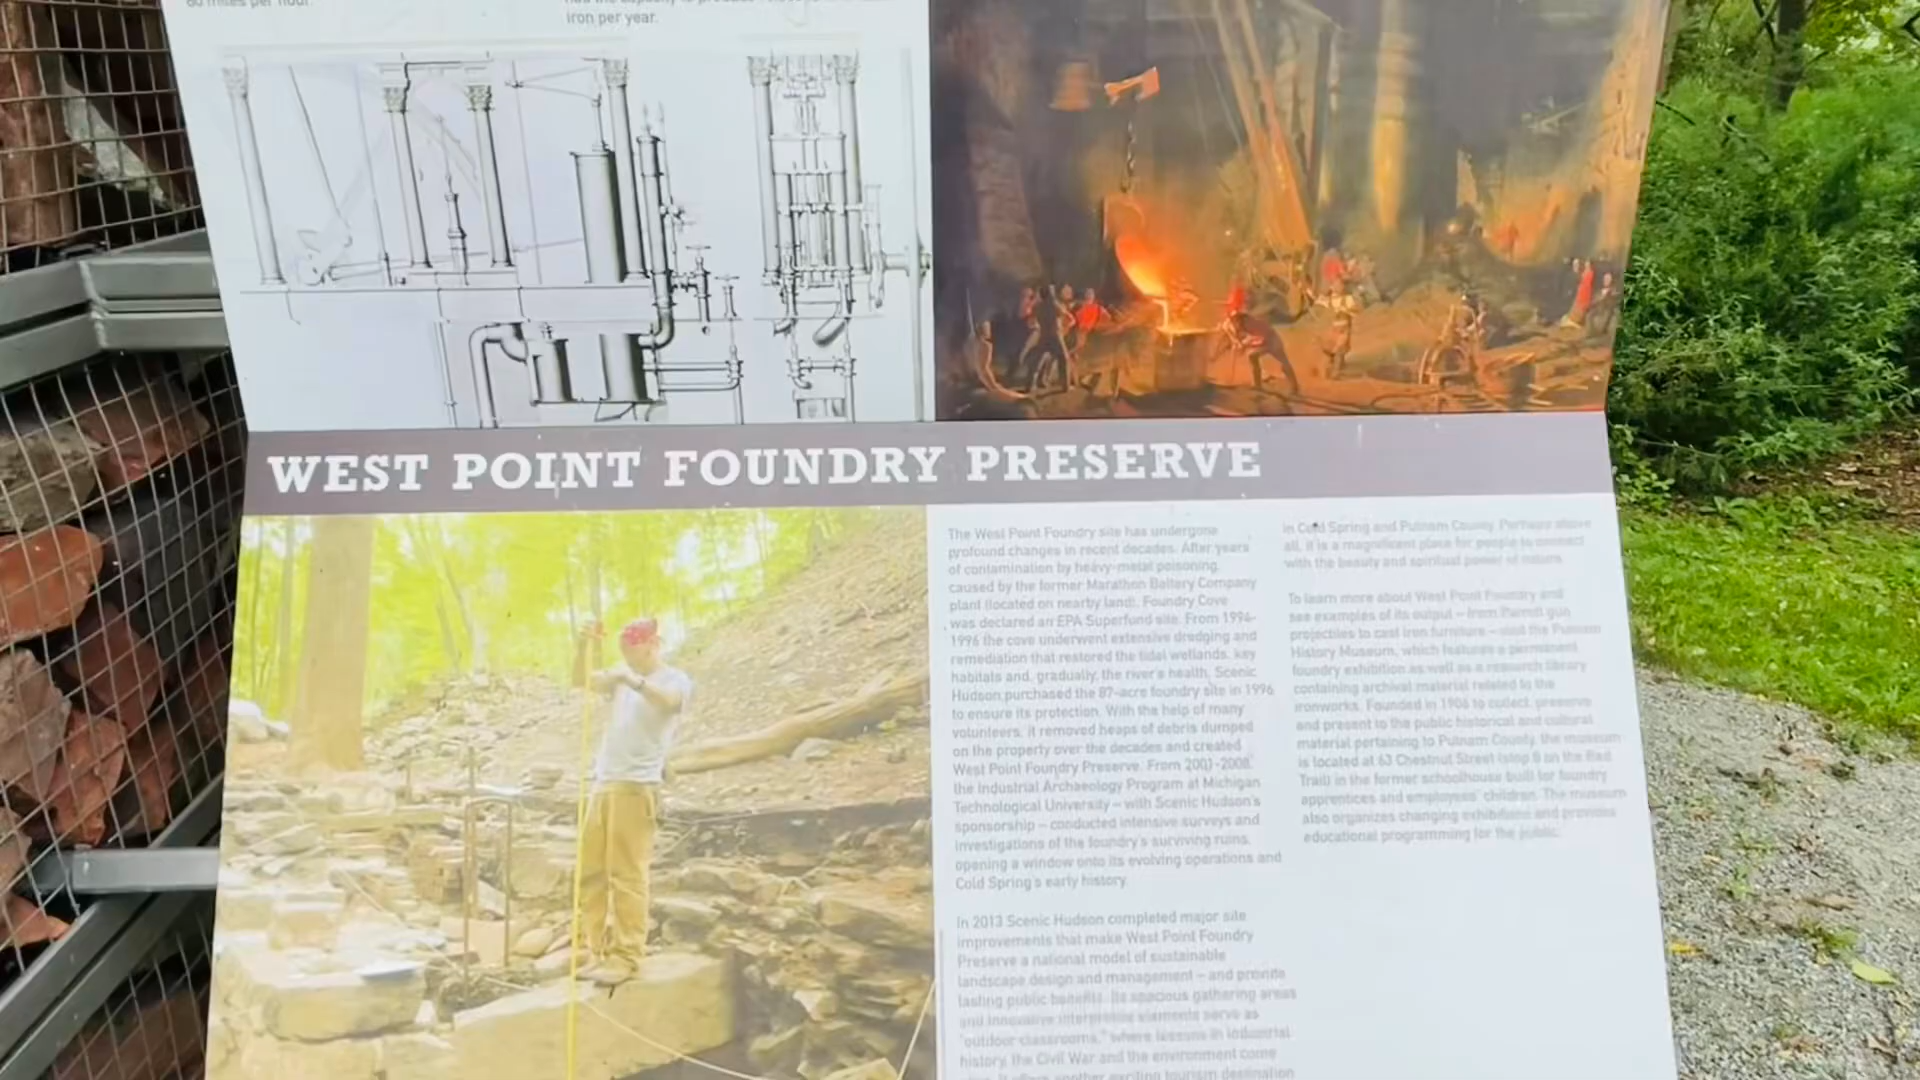 60 miles per hour.
iron per year.
WEST POINT FOUNDRY PRESERVE
The West Point Foundry site has undergone
profound changes in recent decades. After years
of contamination by heavy-metal poisoning,
caused by the former Marathon Battery Company
plant (located on nearby land), Foundry Cove
was declared an EPA Superfund site. From 1994-
1996 the cove underwent extensive dredging and
remediation that restored the tidal wetlands, key
habitats and, gradually, the river's health. Scenic
Hudson purchased the 87-acre foundry site in 1996
to ensure its protection. With the help of many
volunteers, it removed heaps of debris dumped
on the property over the decades and created
West Point Foundry Preserve. From 2001-2008,
the Industrial Archaeology Program at Michigan
Technological University – with Scenic Hudson's
sponsorship – conducted intensive surveys and
investigations of the foundry's surviving ruins,
opening a window onto its evolving operations and
Cold Spring's early history.
In 2013 Scenic Hudson completed major site
improvements that make West Point Foundry
Preserve a national model of sustainable
landscape design and management – and provide
lasting public benefits. Its spacious gathering areas
and innovative interpretive elements serve as
"outdoor classrooms," where lessons in industrial
history, the Civil War and the environment come
another exciting tourism destination
in Cold Spring and Putnam County. Perhaps above
all, it is a magnificent place for people to connect
with the beauty and spiritual power of nature.
To learn more about West Point Foundry and
see examples of its output – from Parrott gun
projectiles to cast iron furniture – visit the Putnam
History Museum, which features a permanent
foundry exhibition as well as a research library
containing archival material related to the
ironworks. Founded in 1906 to collect, preserve
and present to the public historical and cultural
material pertaining to Putnam County, the museum
is located at 63 Chestnut Street (stop 8 on the Red
Trail) in the former schoolhouse built for foundry
apprentices and employees' children. The museum
also organizes changing exhibitions and provides
educational programming for the public.